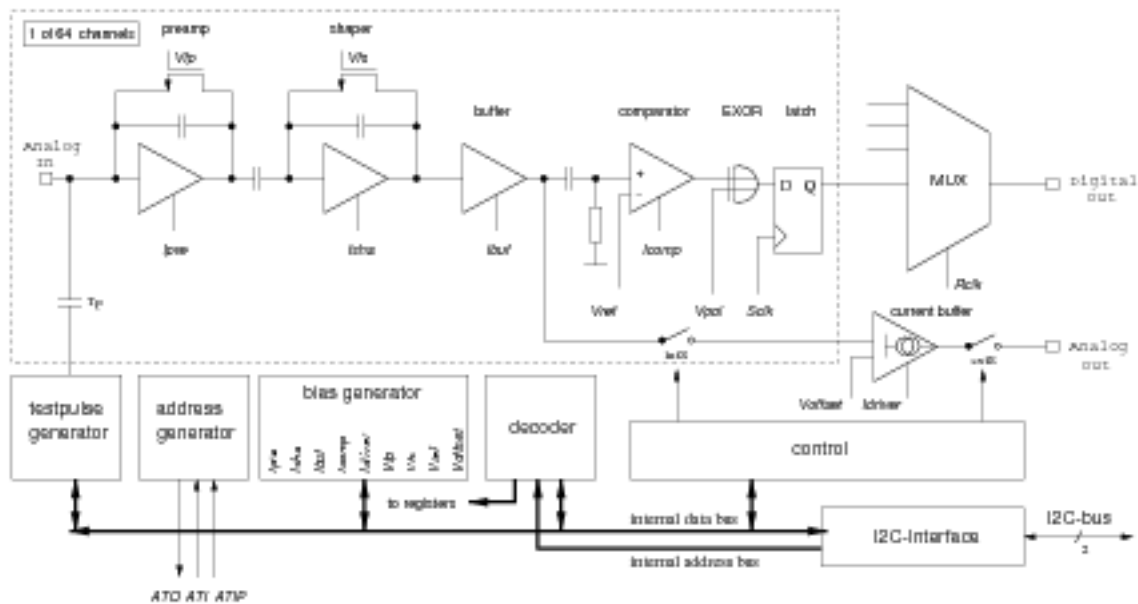 1 of 64 channels
preamp
shaper
Vfp
Vfs
buffer
comparator
EXOR
latch
Analog
in
+
-
D Q
MUX
Digital
out
Ipre
Isha
Ibuf
Icomp
Rclk
Tp
Vref
Vpol
Sclk
current buffer
Analog
out
Voffset
Idriver
testpulse
generator
address
generator
bias generator
Ipre
Isha
Ibuf
Icomp
Idriver
Vfp
Vfs
Vref
Voffset
decoder
control
to registers
internal data bus
I2C-Interface
I2C-bus
2
internal address bus
ATO ATI ATIP